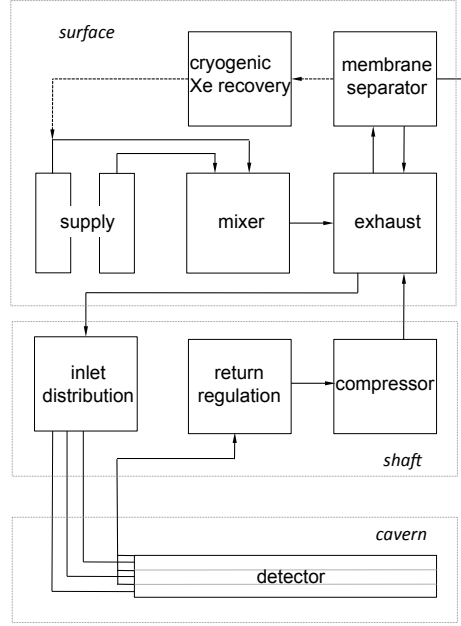 surface
cryogenic
Xe recovery
membrane
separator
supply
mixer
exhaust
inlet
distribution
return
regulation
compressor
shaft
cavern
detector